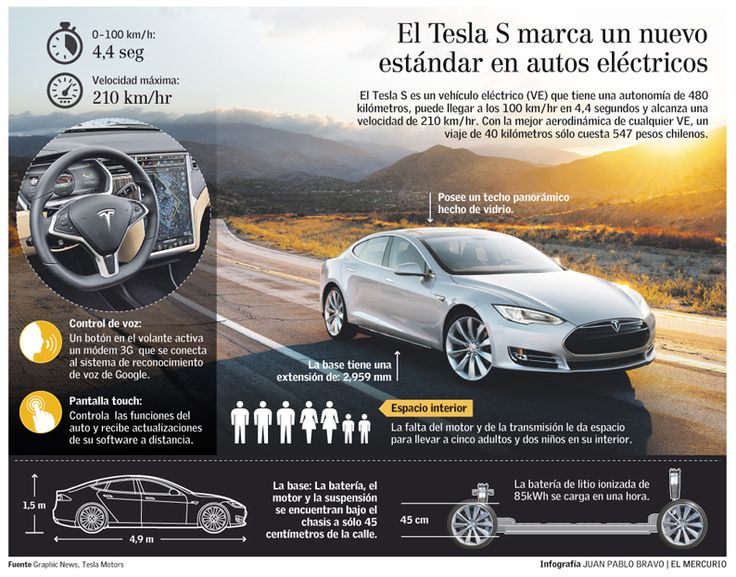 0-100 km/h:
4,4 seg
Velocidad máxima:
210 km/hr
El Tesla S marca un nuevo
estándar en autos eléctricos
El Tesla S es un vehículo eléctrico (VE) que tiene una autonomía de 480
kilómetros, puede llegar a los 100 km/hr en 4,4 segundos y alcanza una
velocidad de 210 km/hr. Con la mejor aerodinámica de cualquier VE, un
viaje de 40 kilómetros sólo cuesta 547 pesos chilenos.
Posee un techo panorámico
hecho de vidrio.
Control de voz:
Un botón en el volante activa
un módem 3G que se conecta
al sistema de reconocimiento
de voz de Google.
Pantalla touch:
Controla las funciones del
auto y recibe actualizaciones
de su software a distancia.
La base tiene una
extensión de: 2,959 mm
Espacio interior
La falta del motor y de la transmisión le da espacio
para llevar a cinco adultos y dos niños en su interior.
1,5 m
4,9 m
La base: La batería, el
motor y la suspensión
se encuentran bajo el
chasis a sólo 45
centímetros de la calle.
La batería de litio ionizada de
85kWh se carga en una hora.
45 cm
Fuente Graphic News, Tesla Motors
Infografía JUAN PABLO BRAVO | EL MERCURIO